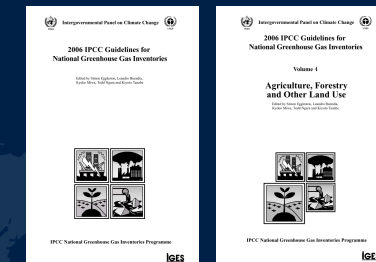 Intergovernmental Panel on Climate Change
2006 IPCC Guidelines for
National Greenhouse Gas Inventories
Edited by Simon Eggleston, Leandro Buendia,
Kyoko Miwa, Todd Ngara and Kiyoto Tanabe
IPCC National Greenhouse Gas Inventories Programme
IGES
Intergovernmental Panel on Climate Change
2006 IPCC Guidelines for
National Greenhouse Gas Inventories
Volume 4
Agriculture, Forestry
and Other Land Use
Edited by Simon Eggleston, Leandro Buendia,
Kyoko Miwa, Todd Ngara and Kiyoto Tanabe
IPCC National Greenhouse Gas Inventories Programme
IGES